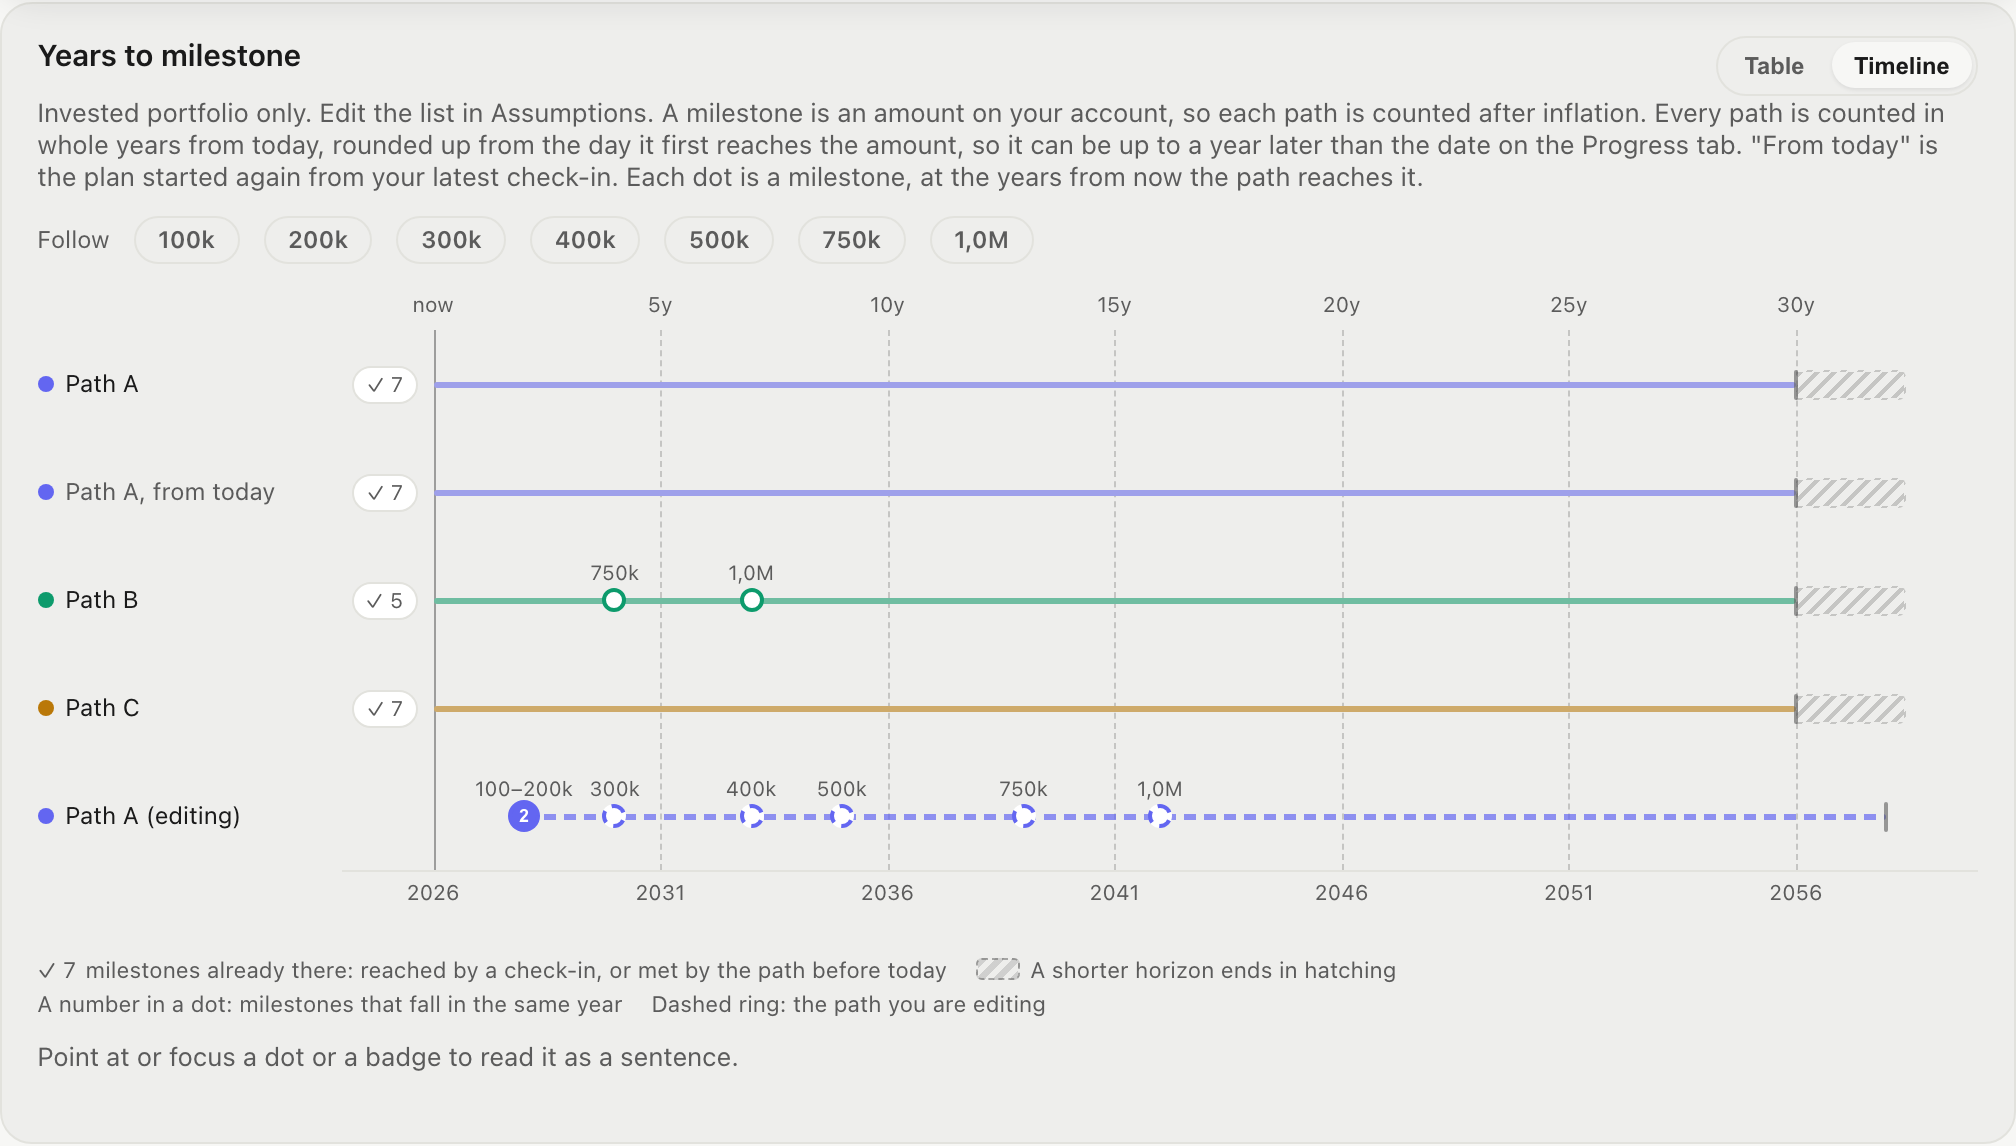 Years to milestone
Table
Timeline
Invested portfolio only. Edit the list in Assumptions. A milestone is an amount on your account, so each path is counted after inflation. Every path is counted in
whole years from today, rounded up from the day it first reaches the amount, so it can be up to a year later than the date on the Progress tab. "From today" is
the plan started again from your latest check-in. Each dot is a milestone, at the years from now the path reaches it.
Follow 100k 200k 300k 400k 500k 750k 1,0M
now 5y 10y 15y 20y 25y 30y
Path A ✓ 7
Path A, from today ✓ 7
750k 1,0M
Path B ✓ 5
Path C ✓ 7
100–200k 300k 400k 500k 750k 1,0M
Path A (editing) 2
2026 2031 2036 2041 2046 2051 2056
✓ 7 milestones already there: reached by a check-in, or met by the path before today A shorter horizon ends in hatching
A number in a dot: milestones that fall in the same year Dashed ring: the path you are editing
Point at or focus a dot or a badge to read it as a sentence.